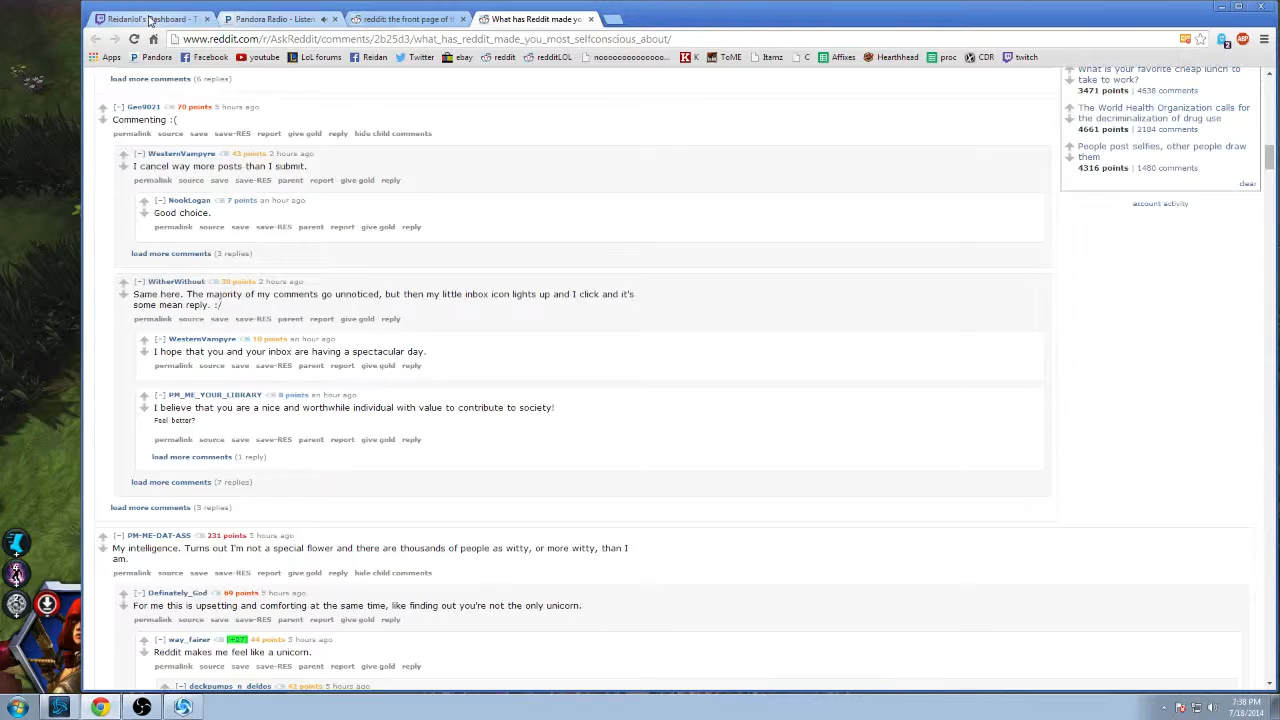 Reidanlol's Dashboard - T
Pandora Radio - Listen
reddit: the front page of th
What has Reddit made yo
www.reddit.com/r/AskReddit/comments/2b25d3/what_has_reddit_made_you_most_selfconscious_about/
Apps Pandora Facebook youtube LoL forums Reidan Twitter ebay reddit redditLOL nooooooooooooo K ToME Itemz C Affixes Hearthhead proc CDR twitch
load more comments (6 replies)
[-] Geo9021 70 points 5 hours ago
Commenting :(
permalink source save save-RES report give gold reply hide child comments
[-] WesternVampyre 43 points 2 hours ago
I cancel way more posts than I submit.
permalink source save save-RES parent report give gold reply
[-] NookLogan 7 points an hour ago
Good choice.
permalink source save save-RES parent report give gold reply
load more comments (3 replies)
[-] WitherWithout 30 points 2 hours ago
Same here. The majority of my comments go unnoticed, but then my little inbox icon lights up and I click and it's
some mean reply. :/
permalink source save save-RES parent report give gold reply
[-] WesternVampyre 10 points an hour ago
I hope that you and your inbox are having a spectacular day.
permalink source save save-RES parent report give gold reply
[-] PM_ME_YOUR_LIBRARY 8 points an hour ago
I believe that you are a nice and worthwhile individual with value to contribute to society!
Feel better?
permalink source save save-RES parent report give gold reply
load more comments (1 reply)
load more comments (7 replies)
load more comments (3 replies)
[-] PM-ME-DAT-ASS 231 points 5 hours ago
My intelligence. Turns out I'm not a special flower and there are thousands of people as witty, or more witty, than I
am.
permalink source save save-RES report give gold reply hide child comments
[-] Definately_God 69 points 5 hours ago
For me this is upsetting and comforting at the same time, like finding out you're not the only unicorn.
permalink source save save-RES parent report give gold reply
[-] way_fairer [+27] 44 points 5 hours ago
Reddit makes me feel like a unicorn.
permalink source save save-RES parent report give gold reply
[-] deckpumps_n_deldos 42 points 5 hours ago
What is your favorite cheap lunch to
take to work?
3471 points | 4638 comments
The World Health Organization calls for
the decriminalization of drug use
4661 points | 2184 comments
People post selfies, other people draw
them
4316 points | 1480 comments
clear
account activity
7:38 PM
7/18/2014